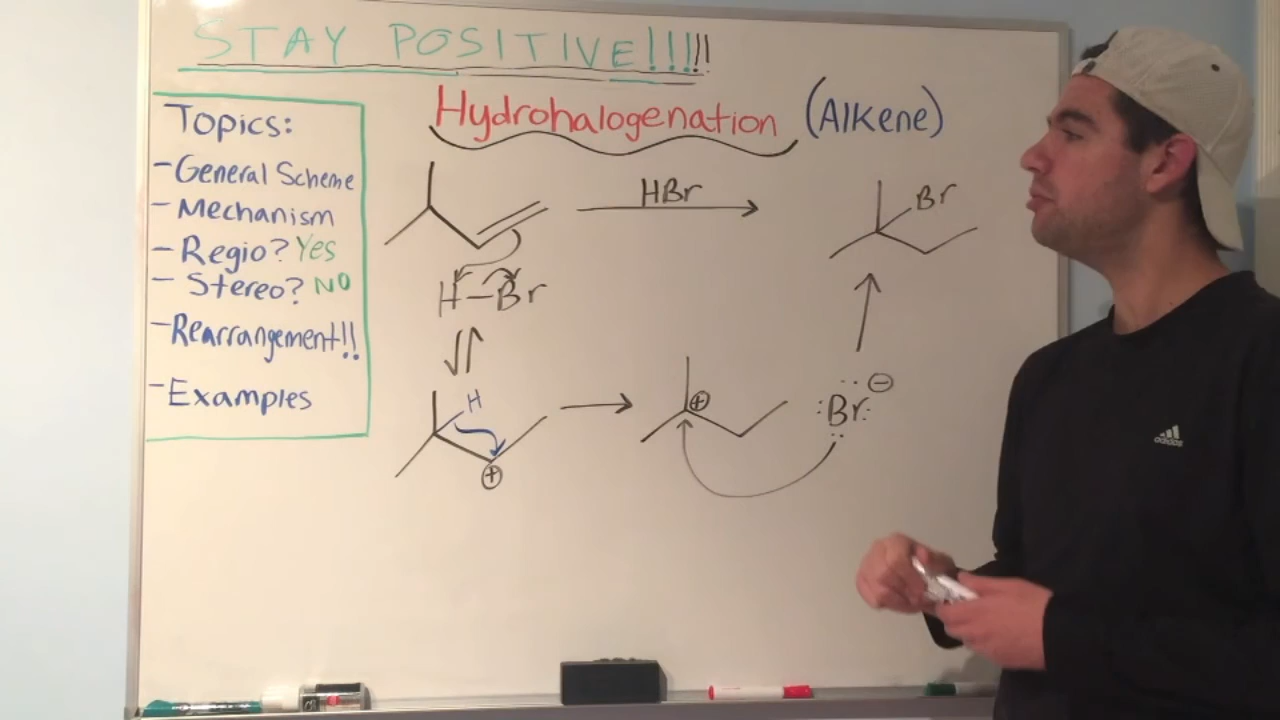 STAY POSITIVE!!!!!
Hydrohalogenation (Alkene)
Topics:
- General Scheme
- Mechanism
- Regio? Yes
- Stereo? NO
- Rearrangement!!
- Examples
HBr
Br
H-Br
H
⊕
⊕
:Br: ⊖
adidas